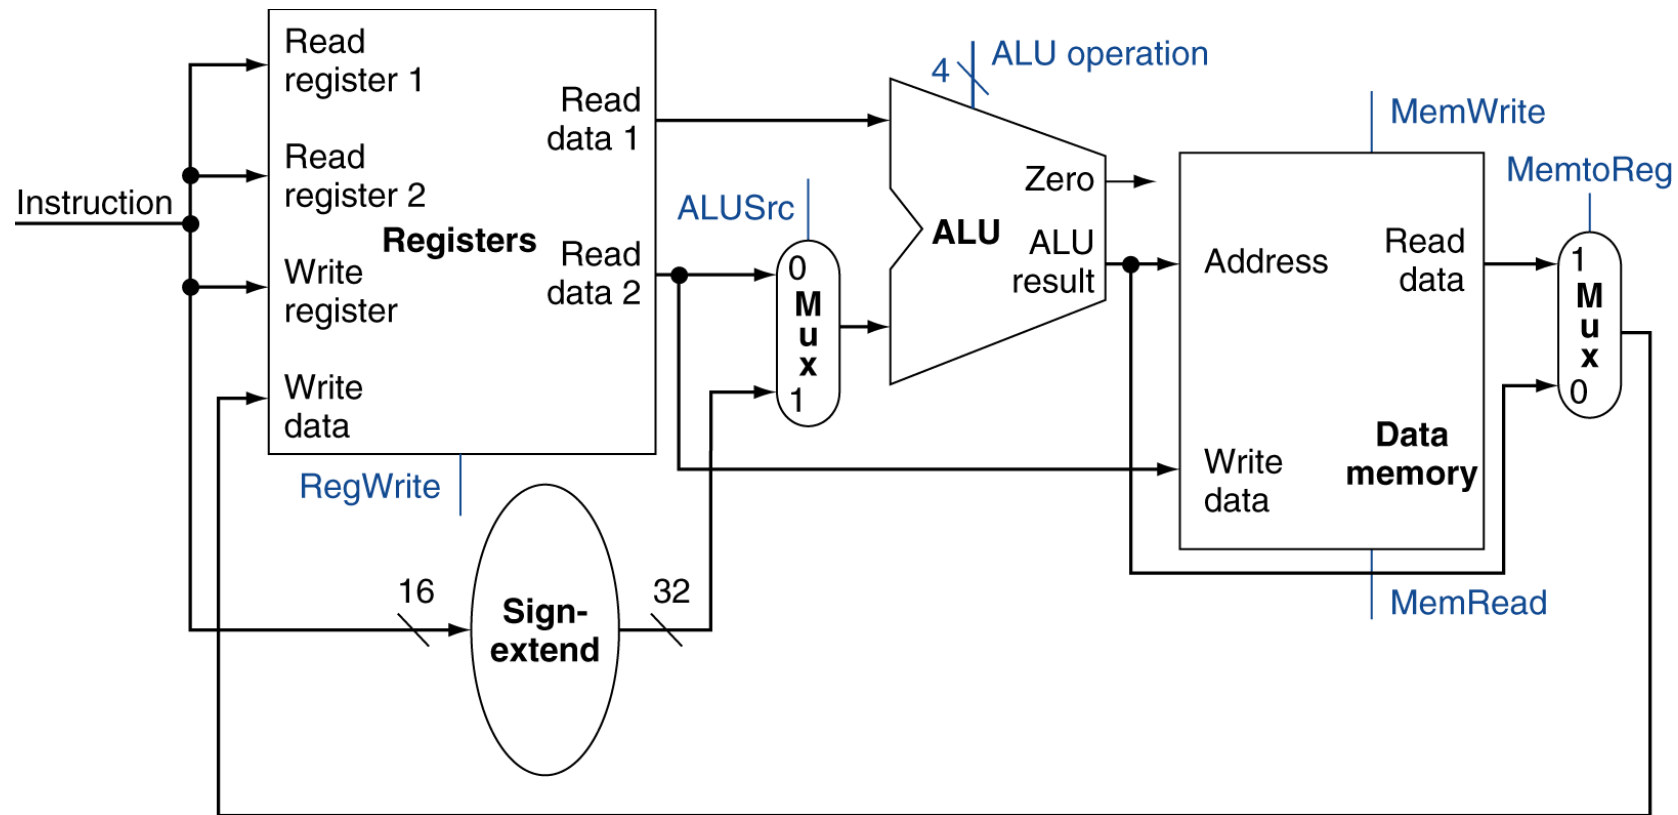 Instruction
Read
register 1
Read
register 2
Registers
Write
register
Write
data
Read
data 1
Read
data 2
RegWrite
16
Sign-
extend
32
ALUSrc
0
M
u
x
1
4
ALU operation
Zero
ALU
ALU
result
MemWrite
Address
Read
data
Write
data
Data
memory
MemRead
MemtoReg
1
M
u
x
0